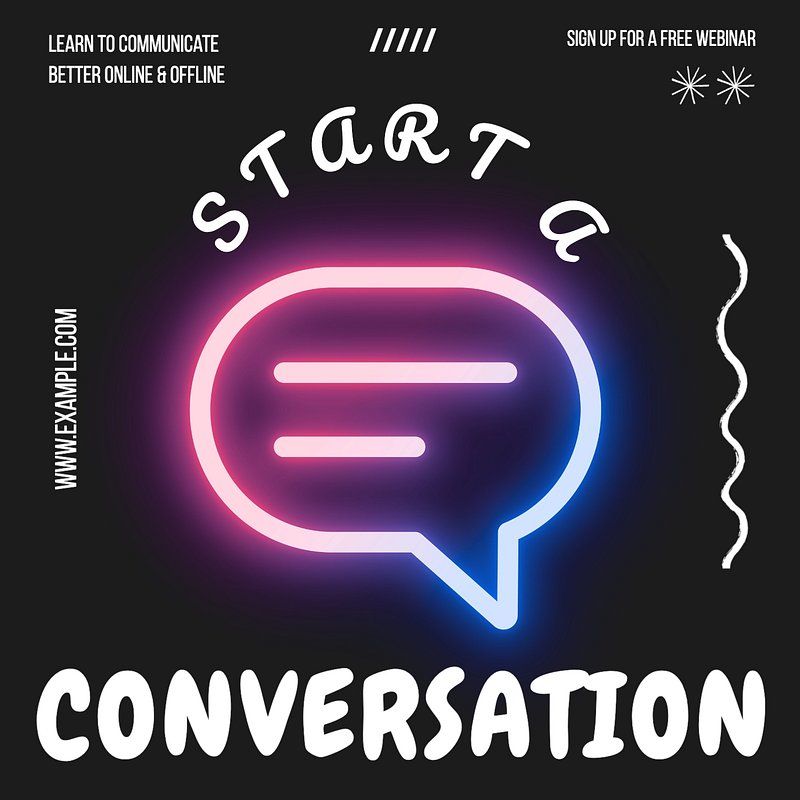 LEARN TO COMMUNICATE
BETTER ONLINE & OFFLINE
SIGN UP FOR A FREE WEBINAR
START A
WWW.EXAMPLE.COM
CONVERSATION